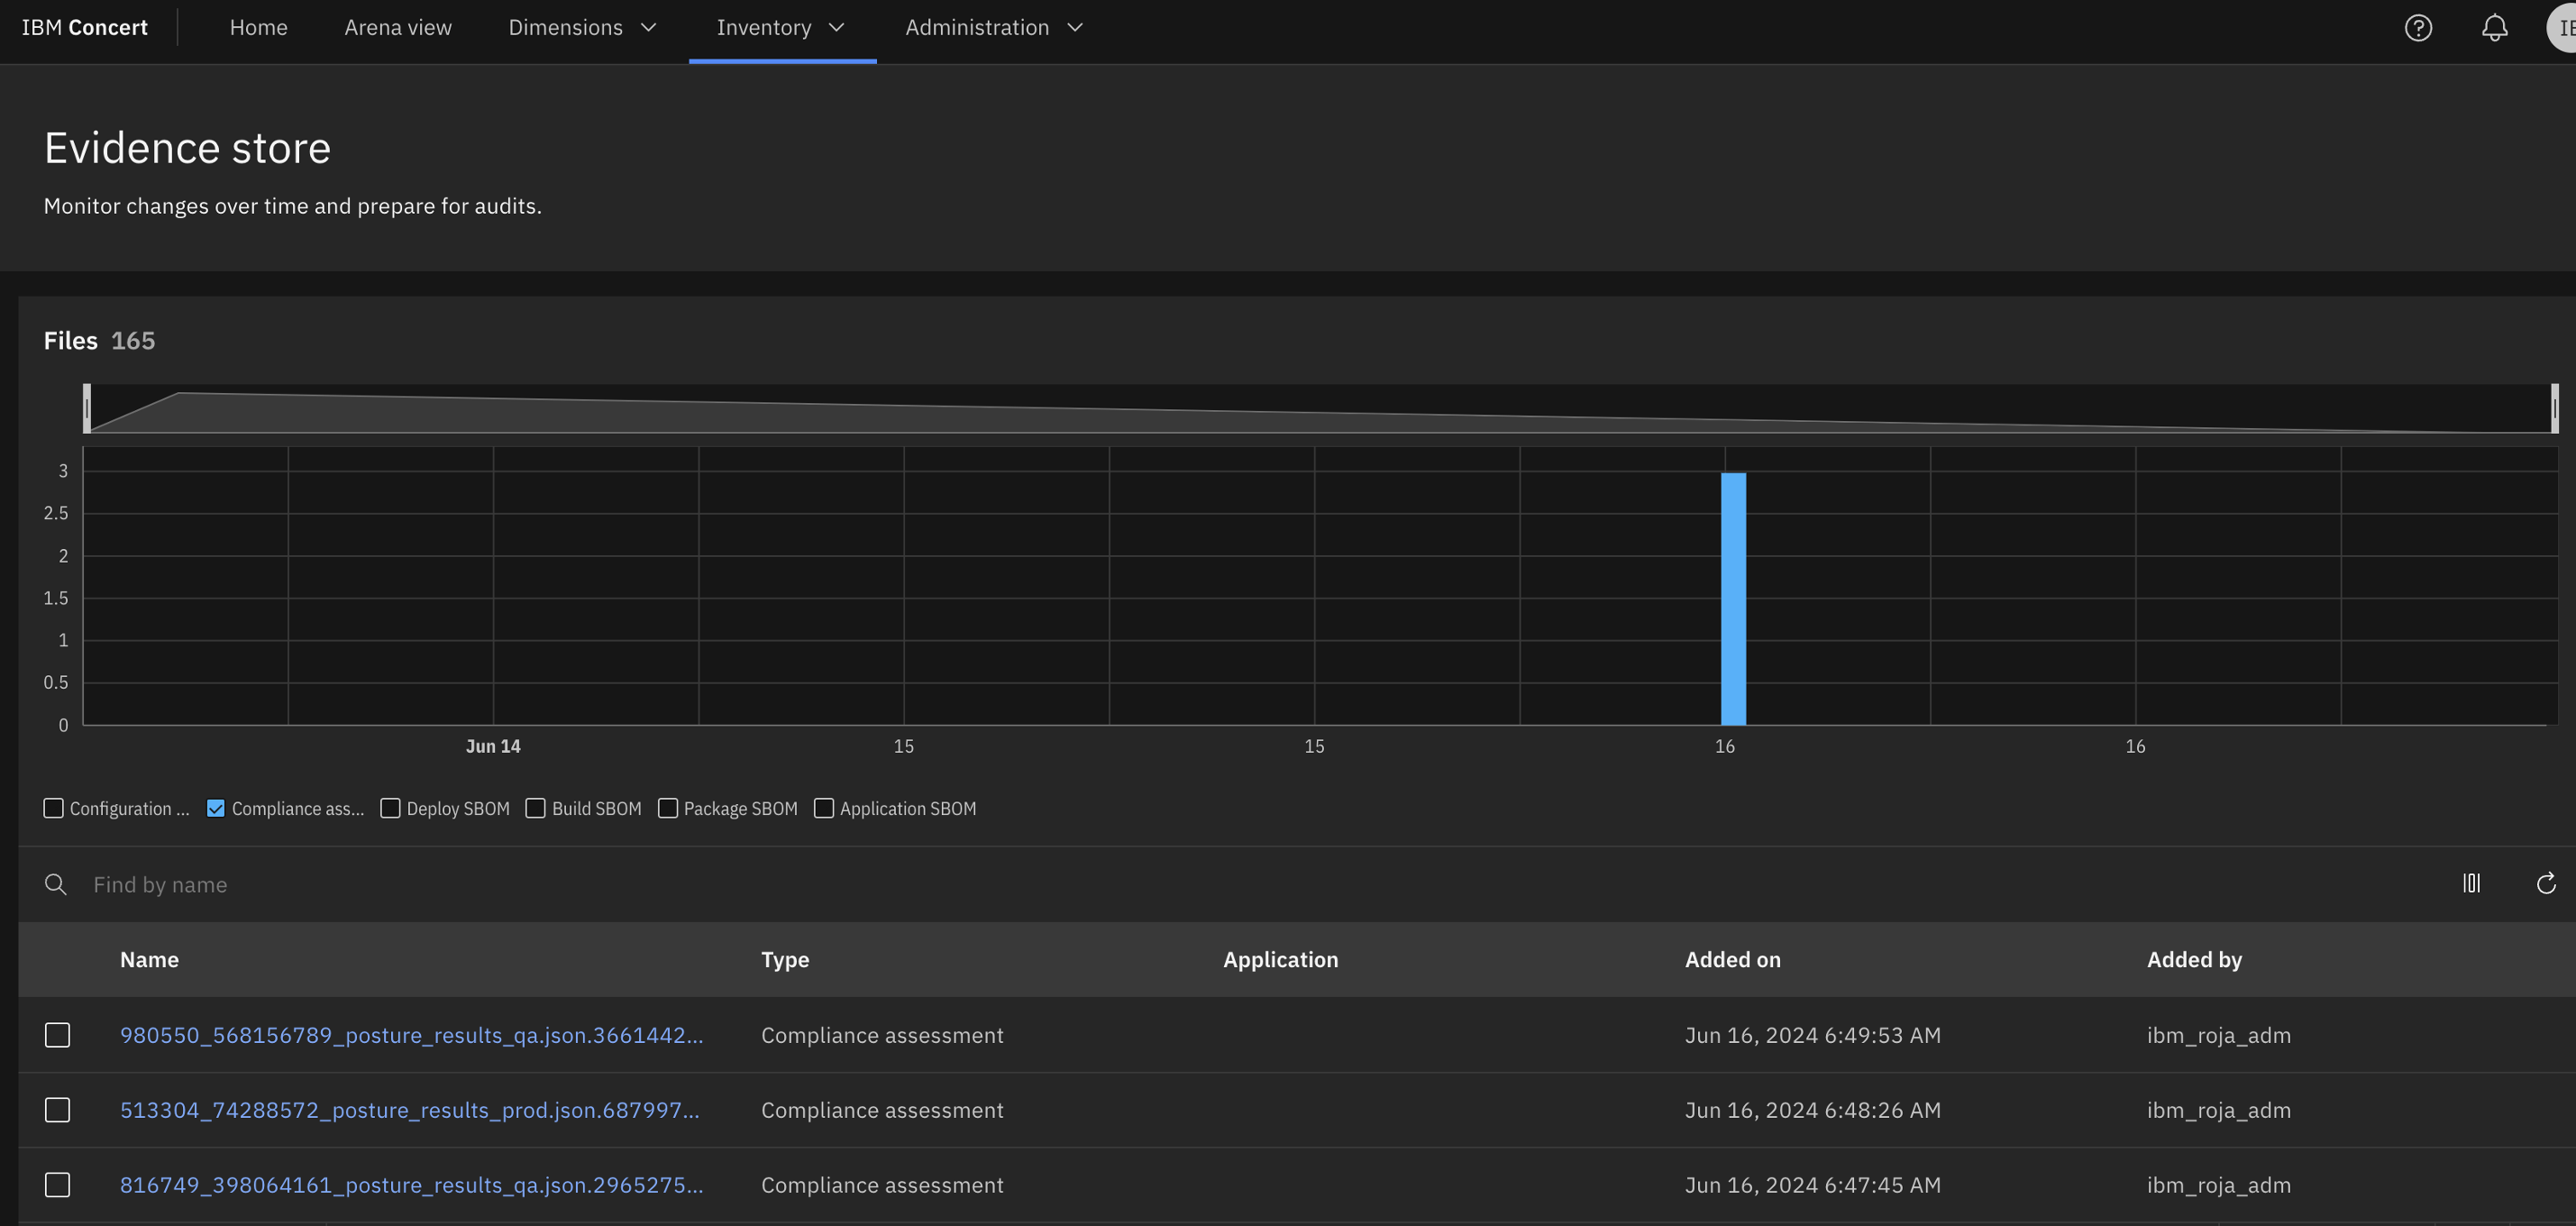 IBM Concert Home Arena view Dimensions Inventory Administration
Evidence store
Monitor changes over time and prepare for audits.
Files 165
3
2.5
2
1.5
1
0.5
0
Jun 14 15 15 16 16
Configuration ... Compliance ass... Deploy SBOM Build SBOM Package SBOM Application SBOM
Find by name
Name Type Application Added on Added by
980550_568156789_posture_results_qa.json.3661442... Compliance assessment Jun 16, 2024 6:49:53 AM ibm_roja_adm
513304_74288572_posture_results_prod.json.687997... Compliance assessment Jun 16, 2024 6:48:26 AM ibm_roja_adm
816749_398064161_posture_results_qa.json.2965275... Compliance assessment Jun 16, 2024 6:47:45 AM ibm_roja_adm